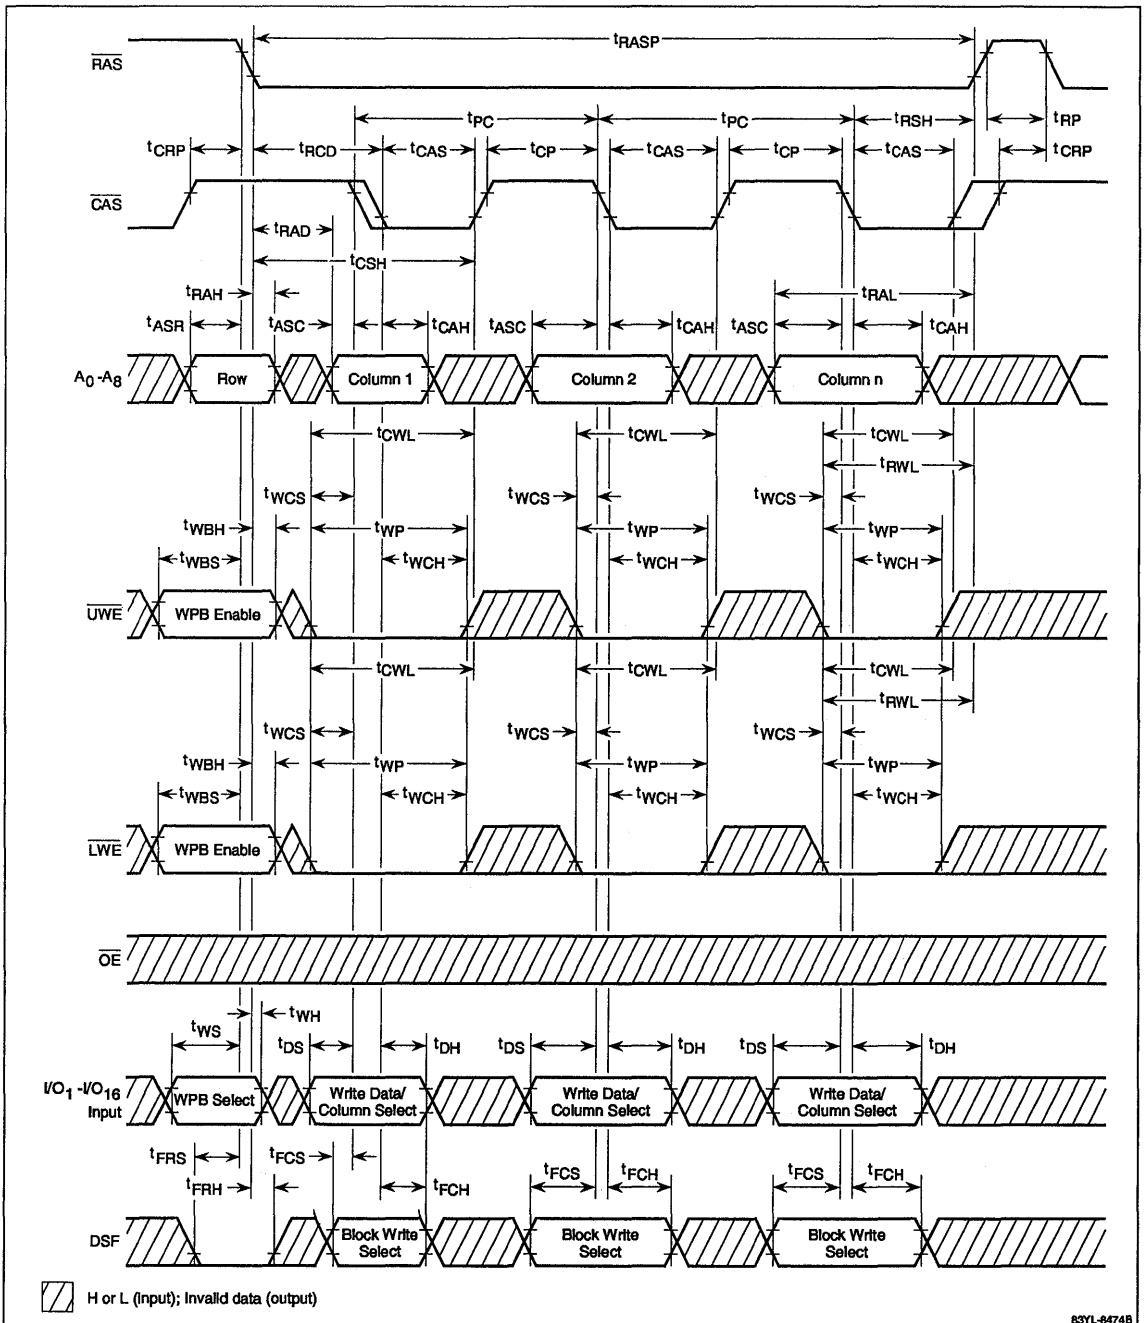 tRASP
RAS
tPC tPC tRSH tRP
tCRP tRCD tCAS tCP tCAS tCP tCAS tCRP
CAS
tRAD
tCSH
tRAH tRAL
tASR tASC tCAH tASC tCAH tASC tCAH
A0-A8 Row Column 1 Column 2 Column n
tCWL tCWL tCWL
tRWL
tWCS tWCS tWCS
tWBH tWP tWP tWP
tWBS tWCH tWCH tWCH
UWE WPB Enable
tCWL tCWL tCWL
tRWL
tWCS tWCS tWCS
tWBH tWP tWP tWP
tWBS tWCH tWCH tWCH
LWE WPB Enable
OE
tWH
tWS tDS tDH tDS tDH tDS tDH
I/O1-I/O16 Input WPB Select Write Data/ Column Select Write Data/ Column Select Write Data/ Column Select
tFRS tFCS tFCS tFCH tFCS tFCH
tFRH tFCH
DSF Block Write Select Block Write Select Block Write Select
H or L (input); Invalid data (output)
83YL-8474B